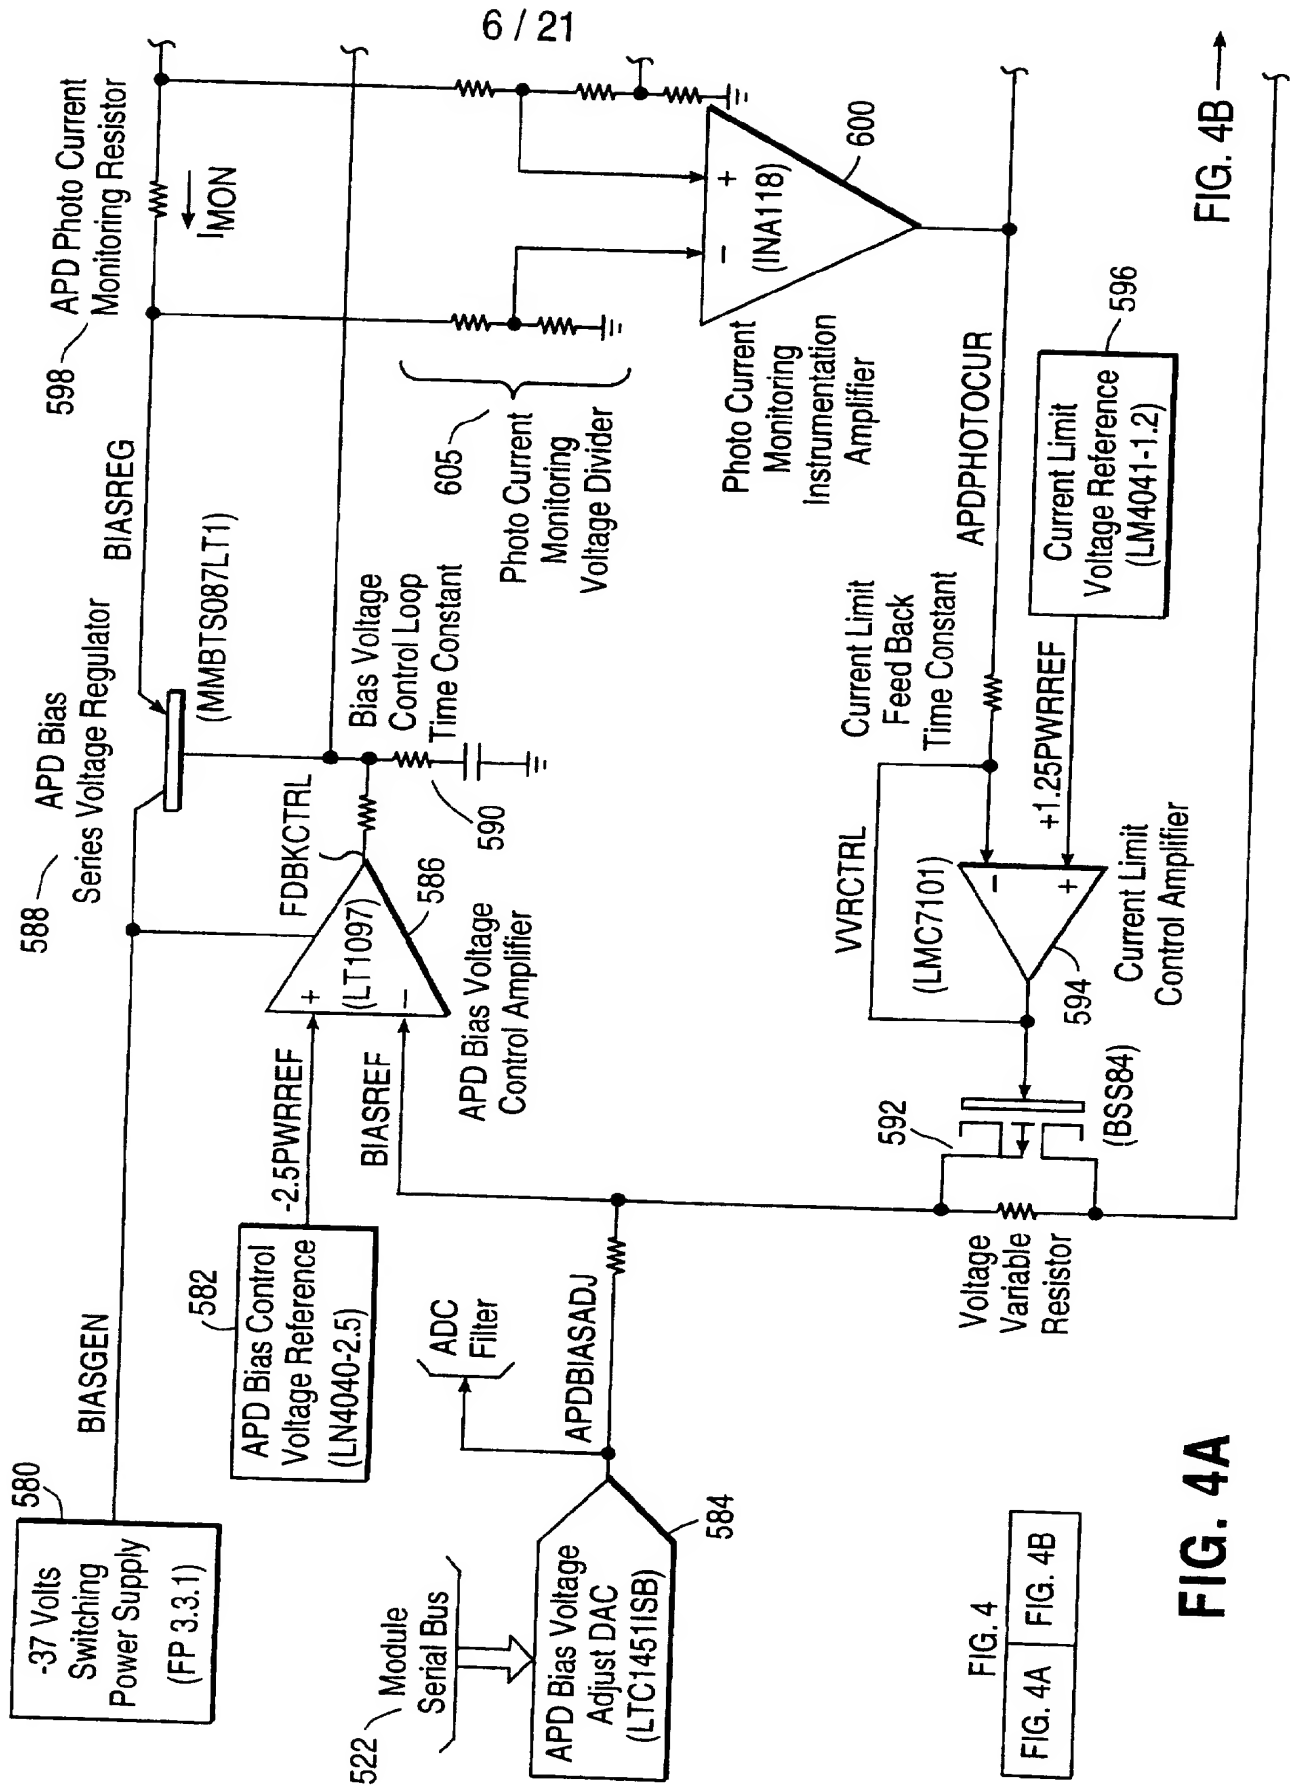 6 / 21
-37 Volts
Switching
Power Supply
(FP 3.3.1)
580
BIASGEN
588
APD Bias
Series Voltage Regulator
(MMBTS087LT1)
BIASREG
598
APD Photo Current
Monitoring Resistor
IMON
582
APD Bias Control
Voltage Reference
(LN4040-2.5)
-2.5PWRREF
BIASREF
+
−
(LT1097)
586
APD Bias Voltage
Control Amplifier
FDBKCTRL
590
Bias Voltage
Control Loop
Time Constant
605
Photo Current
Monitoring
Voltage Divider
−
+
(INA118)
600
Photo Current
Monitoring
Instrumentation
Amplifier
522
Module
Serial Bus
APD Bias Voltage
Adjust DAC
(LTC1451ISB)
584
ADC
Filter
APDBIASADJ
592
Voltage
Variable
Resistor
(BSS84)
VVRCTRL
(LMC7101)
−
+
594
Current Limit
Control Amplifier
Current Limit
Feed Back
Time Constant
APDPHOTOCUR
+1.25PWRREF
Current Limit
Voltage Reference
(LM4041-1.2)
596
FIG. 4
FIG. 4A
FIG. 4B
FIG. 4A
FIG. 4B